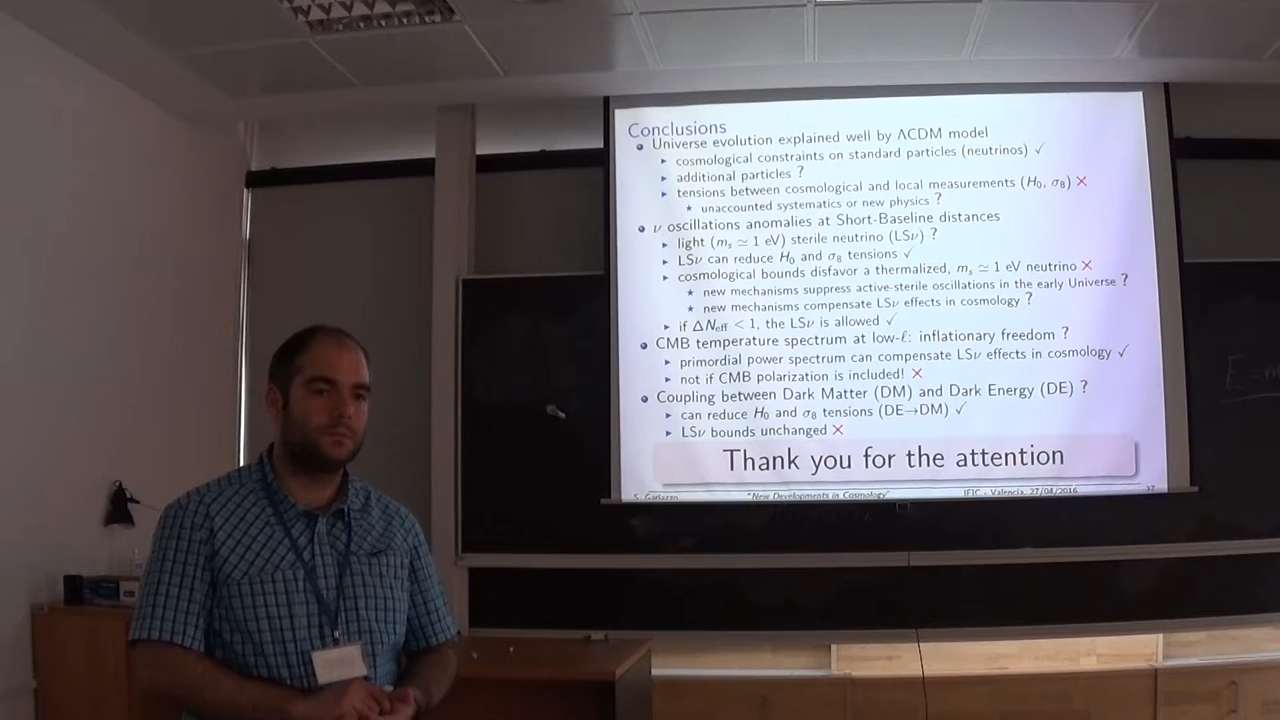 Conclusions
Universe evolution explained well by ΛCDM model
cosmological constraints on standard particles (neutrinos) ✓
additional particles ?
tensions between cosmological and local measurements (H₀, σ₈) ✕
unaccounted systematics or new physics ?
ν oscillations anomalies at Short-Baseline distances
light (mₛ ≃ 1 eV) sterile neutrino (LSν) ?
LSν can reduce H₀ and σ₈ tensions ✓
cosmological bounds disfavor a thermalized, mₛ ≃ 1 eV neutrino ✕
new mechanisms suppress active-sterile oscillations in the early Universe ?
new mechanisms compensate LSν effects in cosmology ?
if ΔN_eff < 1, the LSν is allowed ✓
CMB temperature spectrum at low-ℓ: inflationary freedom ?
primordial power spectrum can compensate LSν effects in cosmology ✓
not if CMB polarization is included! ✕
Coupling between Dark Matter (DM) and Dark Energy (DE) ?
can reduce H₀ and σ₈ tensions (DE→DM) ✓
LSν bounds unchanged ✕
Thank you for the attention
S. Gariazzo "New Developments in Cosmology" IFIC - Valencia, 27/04/2016 37